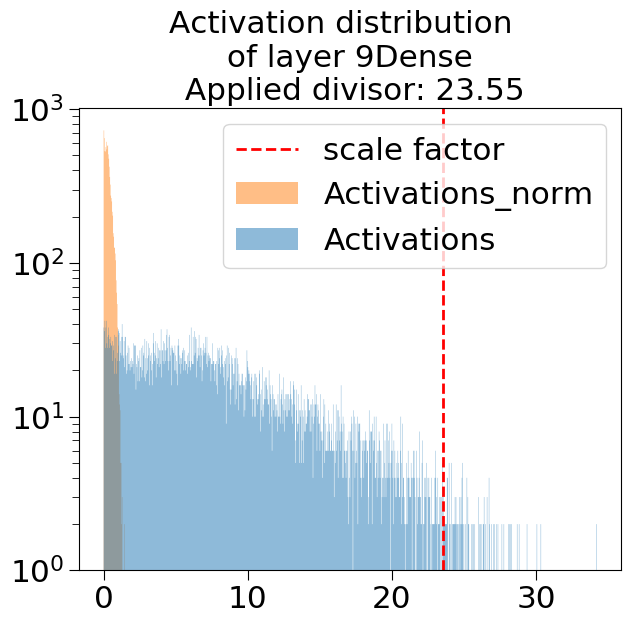 Activation distribution
of layer 9Dense
Applied divisor: 23.55
10³
10²
10¹
10⁰
scale factor
Activations_norm
Activations
0 10 20 30